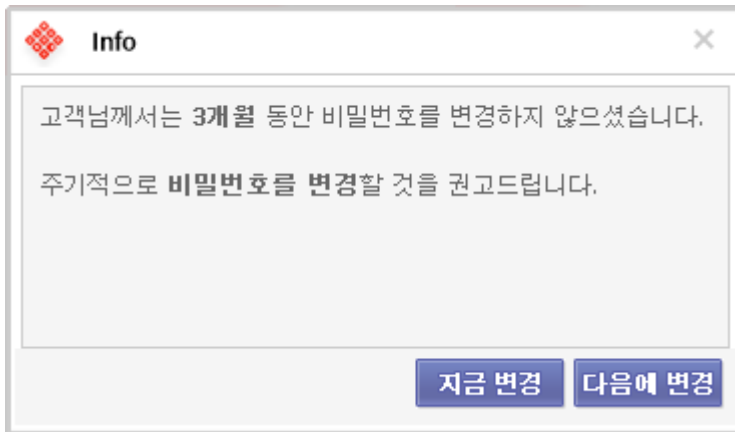 Info
고객님께서는 3개월 동안 비밀번호를 변경하지 않으셨습니다.
주기적으로 비밀번호를 변경할 것을 권고드립니다.
지금 변경
다음에 변경